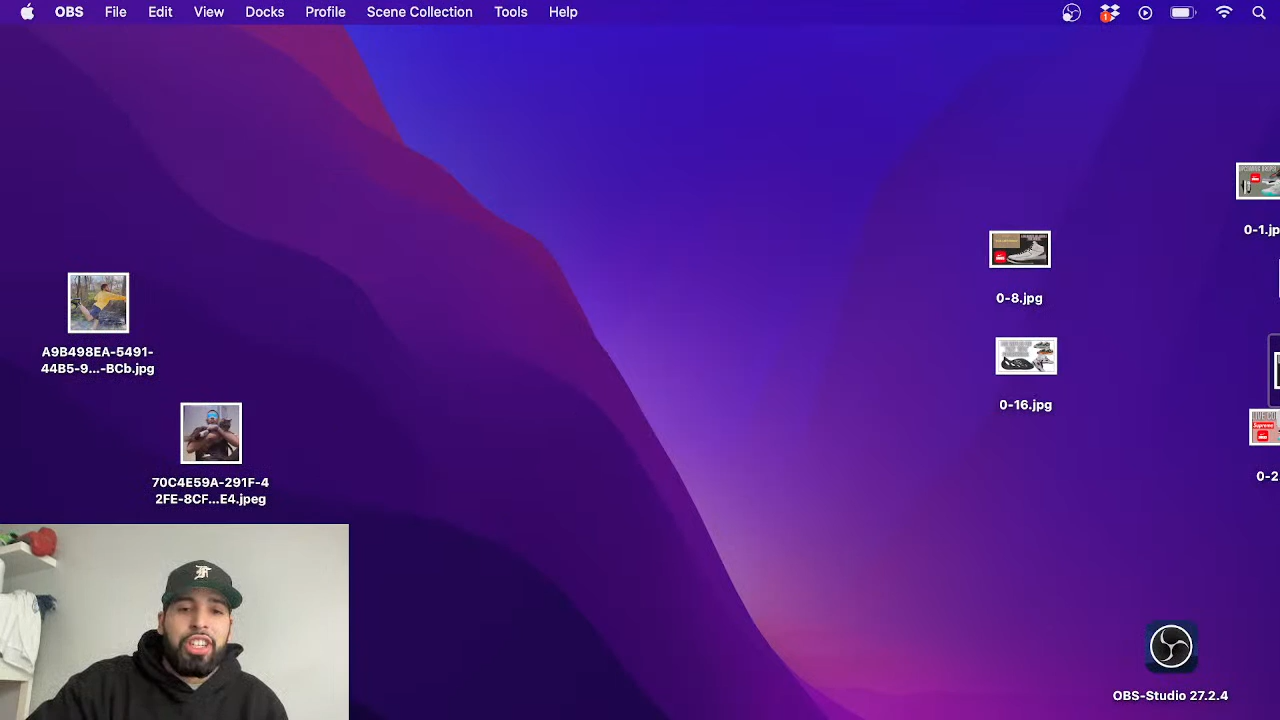 OBS File Edit View Docks Profile Scene Collection Tools Help
1
0-1.jp
0-8.jpg
A9B498EA-5491-
44B5-9...-BCb.jpg
0-16.jpg
Supreme
0-2
70C4E59A-291F-4
2FE-8CF...E4.jpeg
OBS-Studio 27.2.4